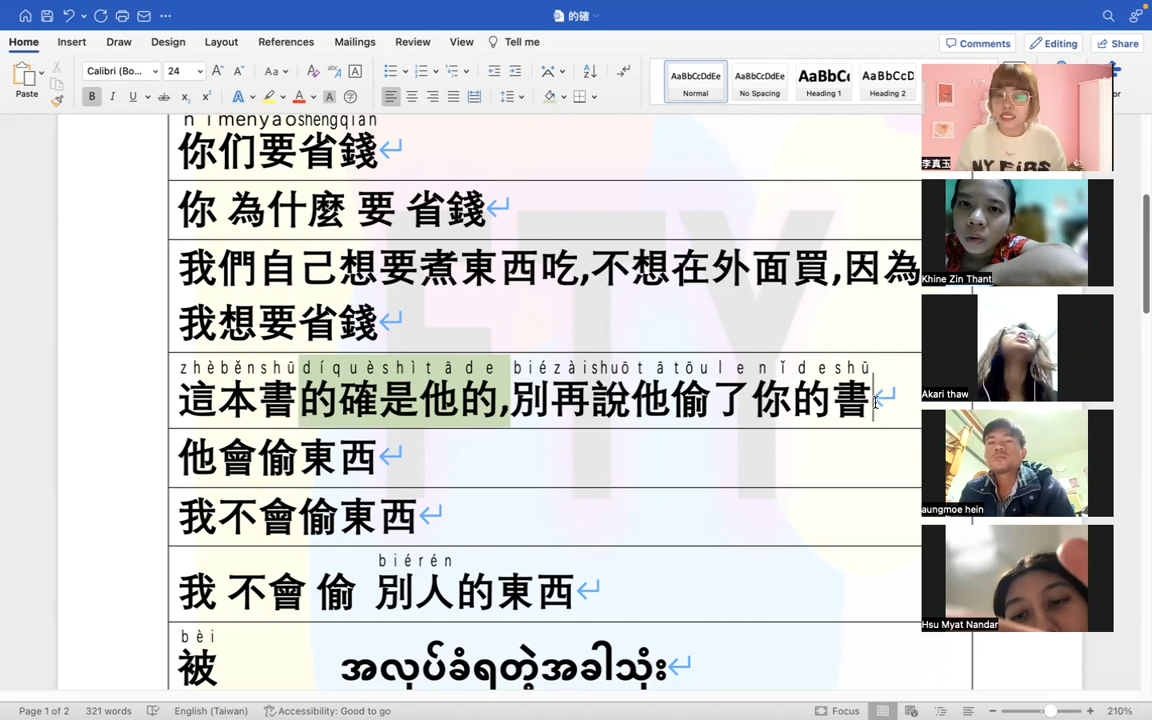 的確
Home Insert Draw Design Layout References Mailings Review View Tell me
Comments Editing Share
Paste
Calibri (Bo... 24
AaBbCcDdEe AaBbCcDdEe AaBbC AaBbCcD
Normal No Spacing Heading 1 Heading 2
nǐmenyàoshěngqián
你们要省錢
你 為什麼 要 省錢
我們自己想要煮東西吃,不想在外面買,因為
我想要省錢
zhèběnshū díquèshìtāde biézàishuōtātōulenǐdeshū
這本書的確是他的,別再說他偷了你的書
他會偷東西
我不會偷東西
biérén
我 不會 偷 別人的東西
bèi
被 အလုပ်ခံရတဲ့အခါသုံး
FTY
李真玉
MY FIRS
Khine Zin Thant
Akari thaw
aungmoe hein
Hsu Myat Nandar
Page 1 of 2 321 words English (Taiwan) Accessibility: Good to go Focus 210%